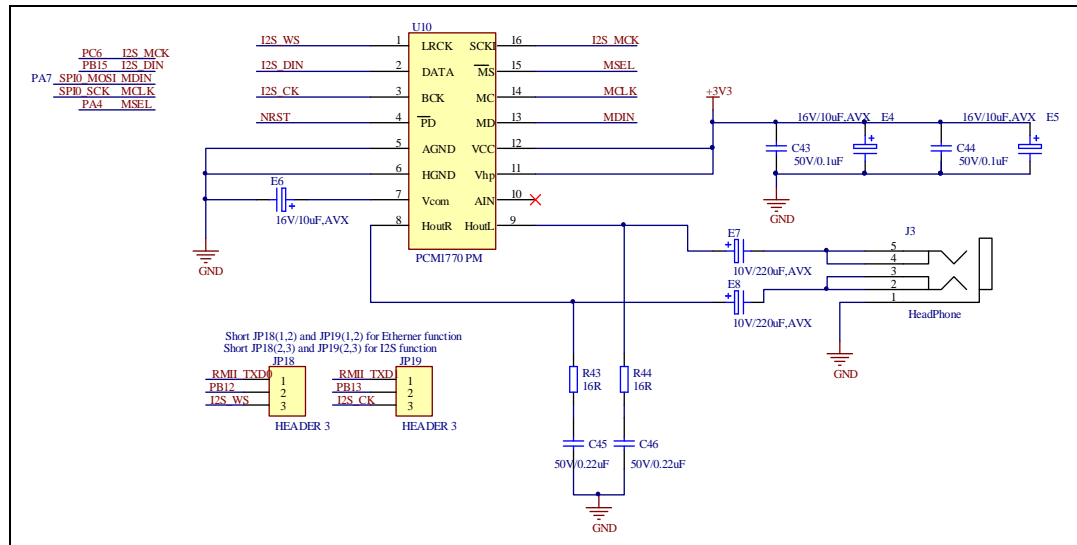 U10
PC6 I2S_MCK
PB15 I2S_DIN
PA7 SPI0_MOSI MDIN
SPI0_SCK MCLK
PA4 MSEL
I2S_WS 1 LRCK SCKI 16 I2S_MCK
I2S_DIN 2 DATA MS 15 MSEL
I2S_CK 3 BCK MC 14 MCLK
NRST 4 PD MD 13 MDIN
5 AGND VCC 12
6 HGND Vhp 11
7 Vcom AIN 10
8 HoutR HoutL 9
PCM1770 PM
E6
16V/10uF,AVX
GND
+3V3
16V/10uF,AVX E4
16V/10uF,AVX E5
C43
50V/0.1uF
C44
50V/0.1uF
GND
E7
10V/220uF,AVX
E8
10V/220uF,AVX
J3
5
4
3
2
1
HeadPhone
GND
Short JP18(1,2) and JP19(1,2) for Etherner function
Short JP18(2,3) and JP19(2,3) for I2S function
JP18
RMII_TXD0 1
PB12 2
I2S_WS 3
HEADER 3
JP19
RMII_TXD 1
PB13 2
I2S_CK 3
HEADER 3
R43
16R
R44
16R
C45
50V/0.22uF
C46
50V/0.22uF
GND